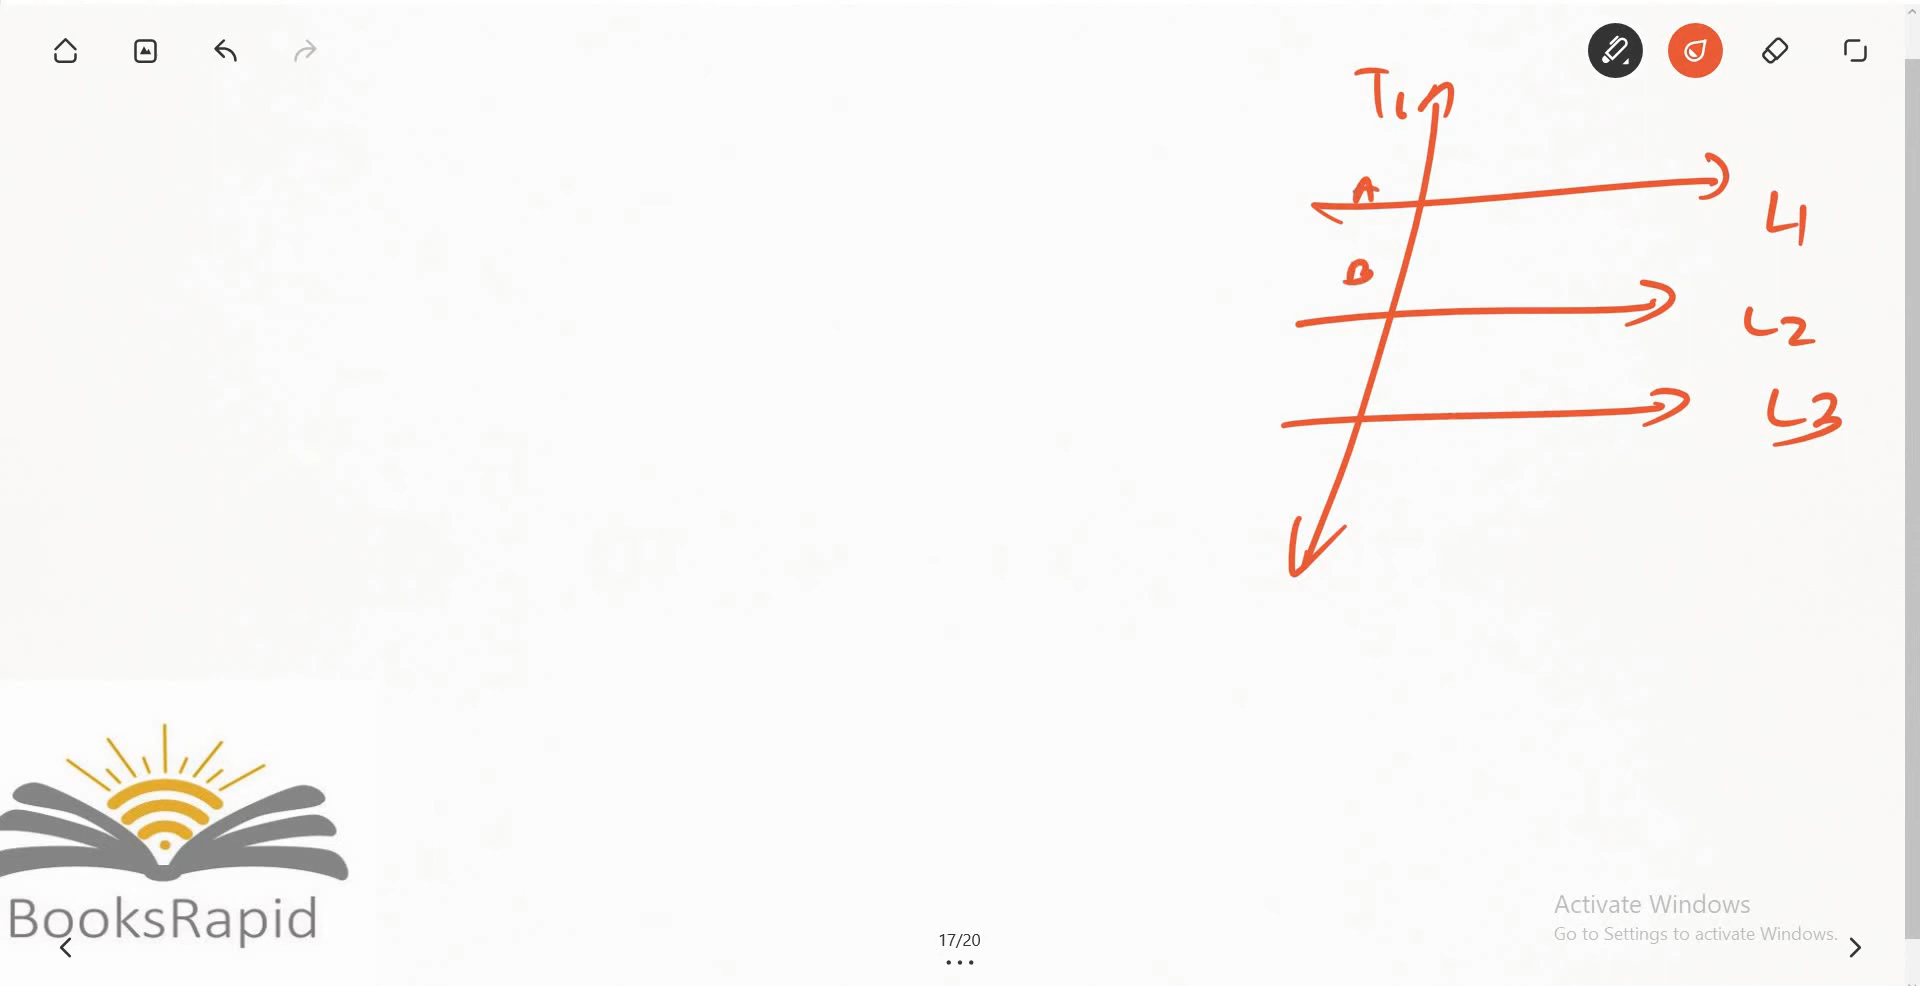 T1
A
L1
B
L2
L3
BooksRapid
Activate Windows
Go to Settings to activate Windows.
17/20